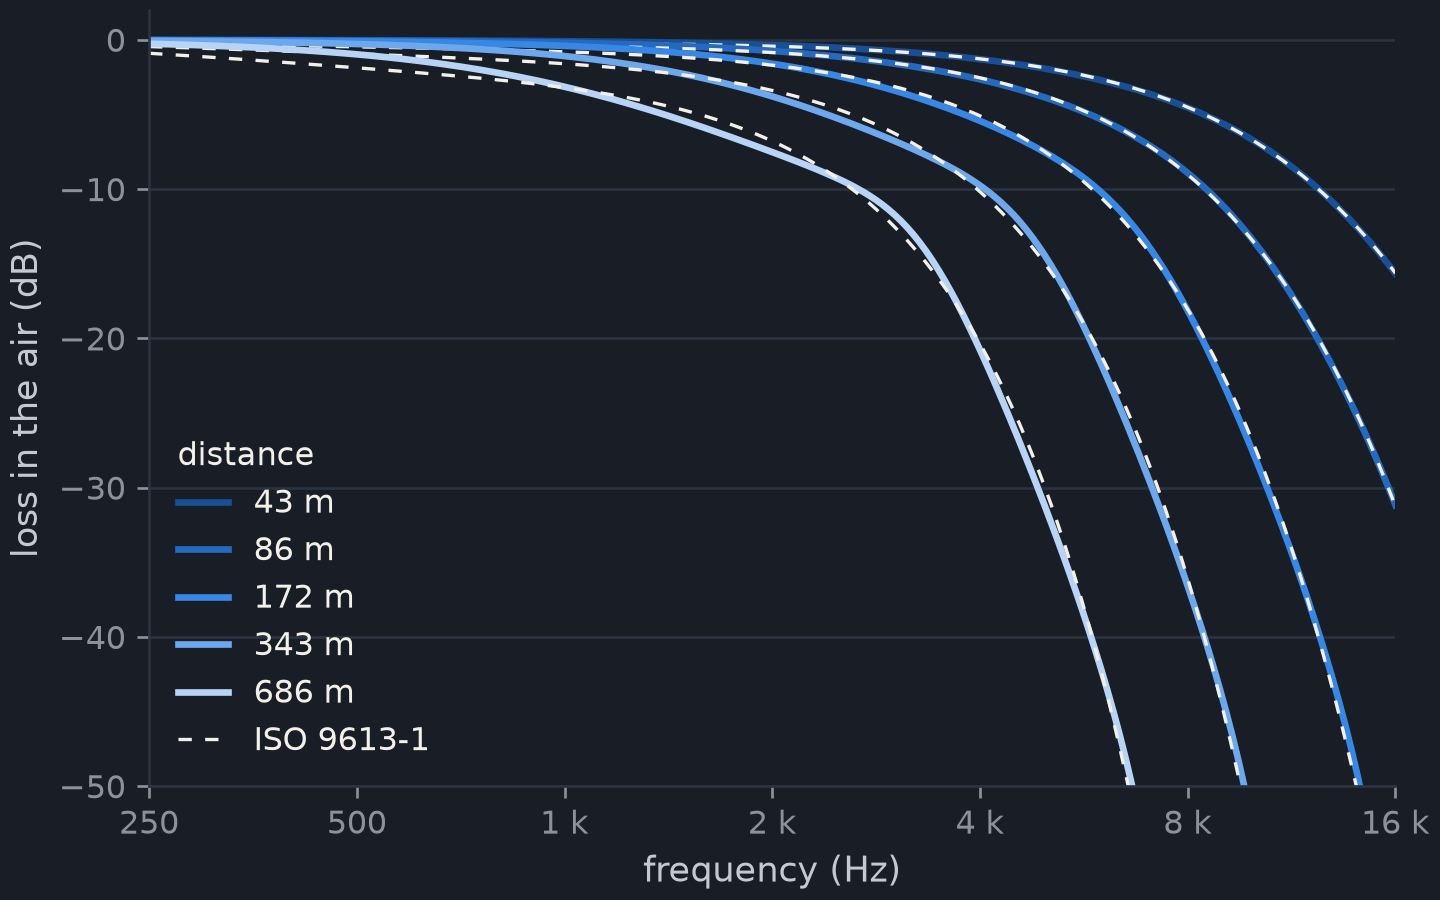 0
−10
−20
−30
−40
−50
loss in the air (dB)
distance
43 m
86 m
172 m
343 m
686 m
ISO 9613-1
250 500 1 k 2 k 4 k 8 k 16 k
frequency (Hz)